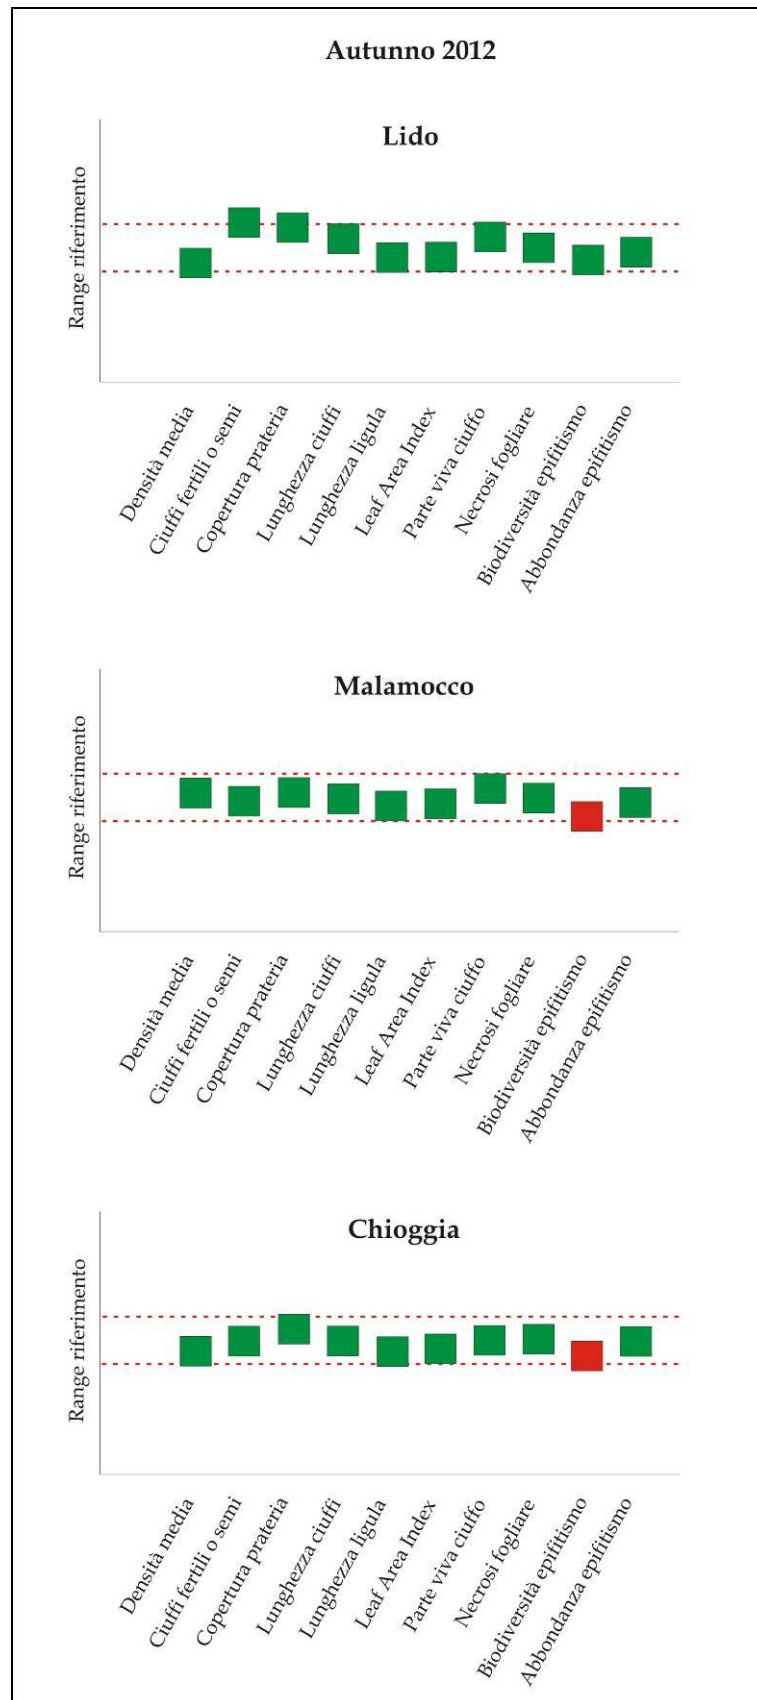 Autunno 2012
Lido
Range riferimento
Densità media
Ciuffi fertili o semi
Copertura prateria
Lunghezza ciuffi
Lunghezza ligula
Leaf Area Index
Parte viva ciuffo
Necrosi fogliare
Biodiversità epifitismo
Abbondanza epifitismo
Malamocco
Range riferimento
Densità media
Ciuffi fertili o semi
Copertura prateria
Lunghezza ciuffi
Lunghezza ligula
Leaf Area Index
Parte viva ciuffo
Necrosi fogliare
Biodiversità epifitismo
Abbondanza epifitismo
Chioggia
Range riferimento
Densità media
Ciuffi fertili o semi
Copertura prateria
Lunghezza ciuffi
Lunghezza ligula
Leaf Area Index
Parte viva ciuffo
Necrosi fogliare
Biodiversità epifitismo
Abbondanza epifitismo